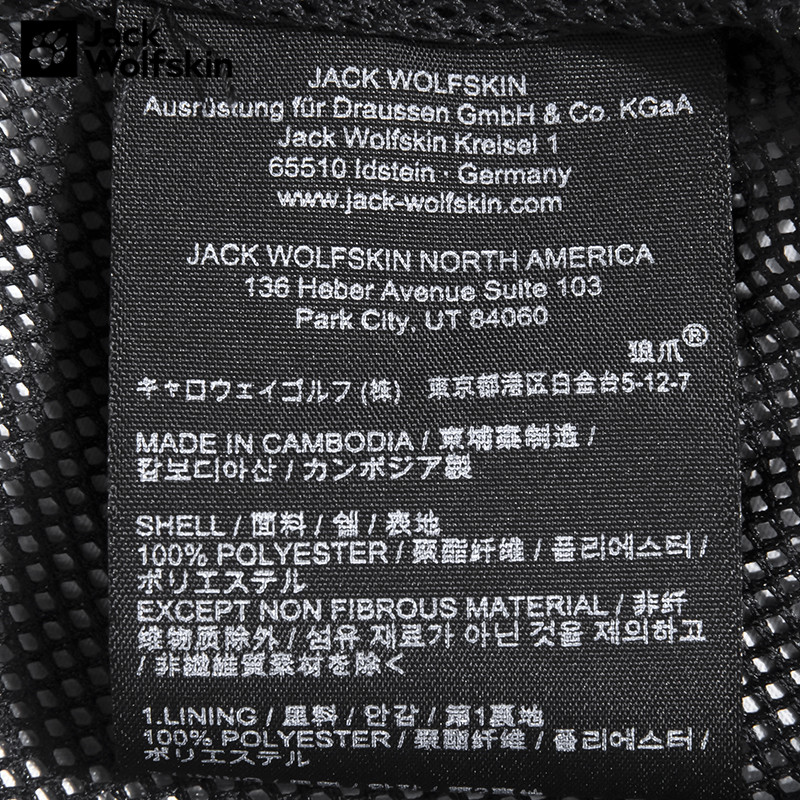 Jack
Wolfskin
JACK WOLFSKIN
Ausrüstung für Draussen GmbH & Co. KGaA
Jack Wolfskin Kreisel 1
65510 Idstein · Germany
www.jack-wolfskin.com
JACK WOLFSKIN NORTH AMERICA
136 Heber Avenue Suite 103
Park City, UT 84060
狼爪®
キャロウェイゴルフ (株) 東京都港区白金台5-12-7
MADE IN CAMBODIA / 柬埔寨制造 /
캄보디아산 / カンボジア製
SHELL / 面料 / 쉘 / 表地
100% POLYESTER / 聚酯纤维 / 폴리에스터 /
ポリエステル
EXCEPT NON FIBROUS MATERIAL / 非纤
维物质除外 / 섬유 재료가 아닌 것을 제외하고
/ 非繊維質素材を除く
1.LINING / 里料 / 안감 / 第1裏地
100% POLYESTER / 聚酯纤维 / 폴리에스터 /
ポリエステル